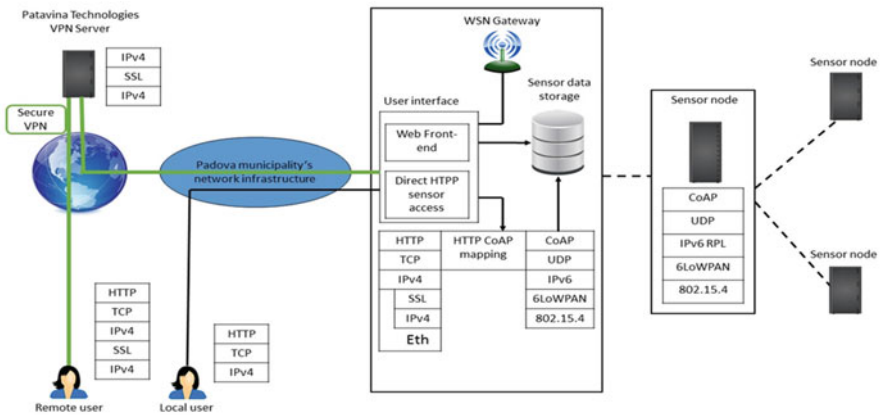 Patavina Technologies
VPN Server
IPv4
SSL
IPv4
Secure
VPN
Padova municipality's
network infrastructure
HTTP
TCP
IPv4
SSL
IPv4
Remote user
HTTP
TCP
IPv4
Local user
WSN Gateway
User interface
Web Front-
end
Direct HTPP
sensor
access
Sensor data
storage
HTTP
TCP
IPv4
SSL
IPv4
Eth
HTTP CoAP
mapping
CoAP
UDP
IPv6
6LoWPAN
802.15.4
Sensor node
CoAP
UDP
IPv6 RPL
6LoWPAN
802.15.4
Sensor node
Sensor node